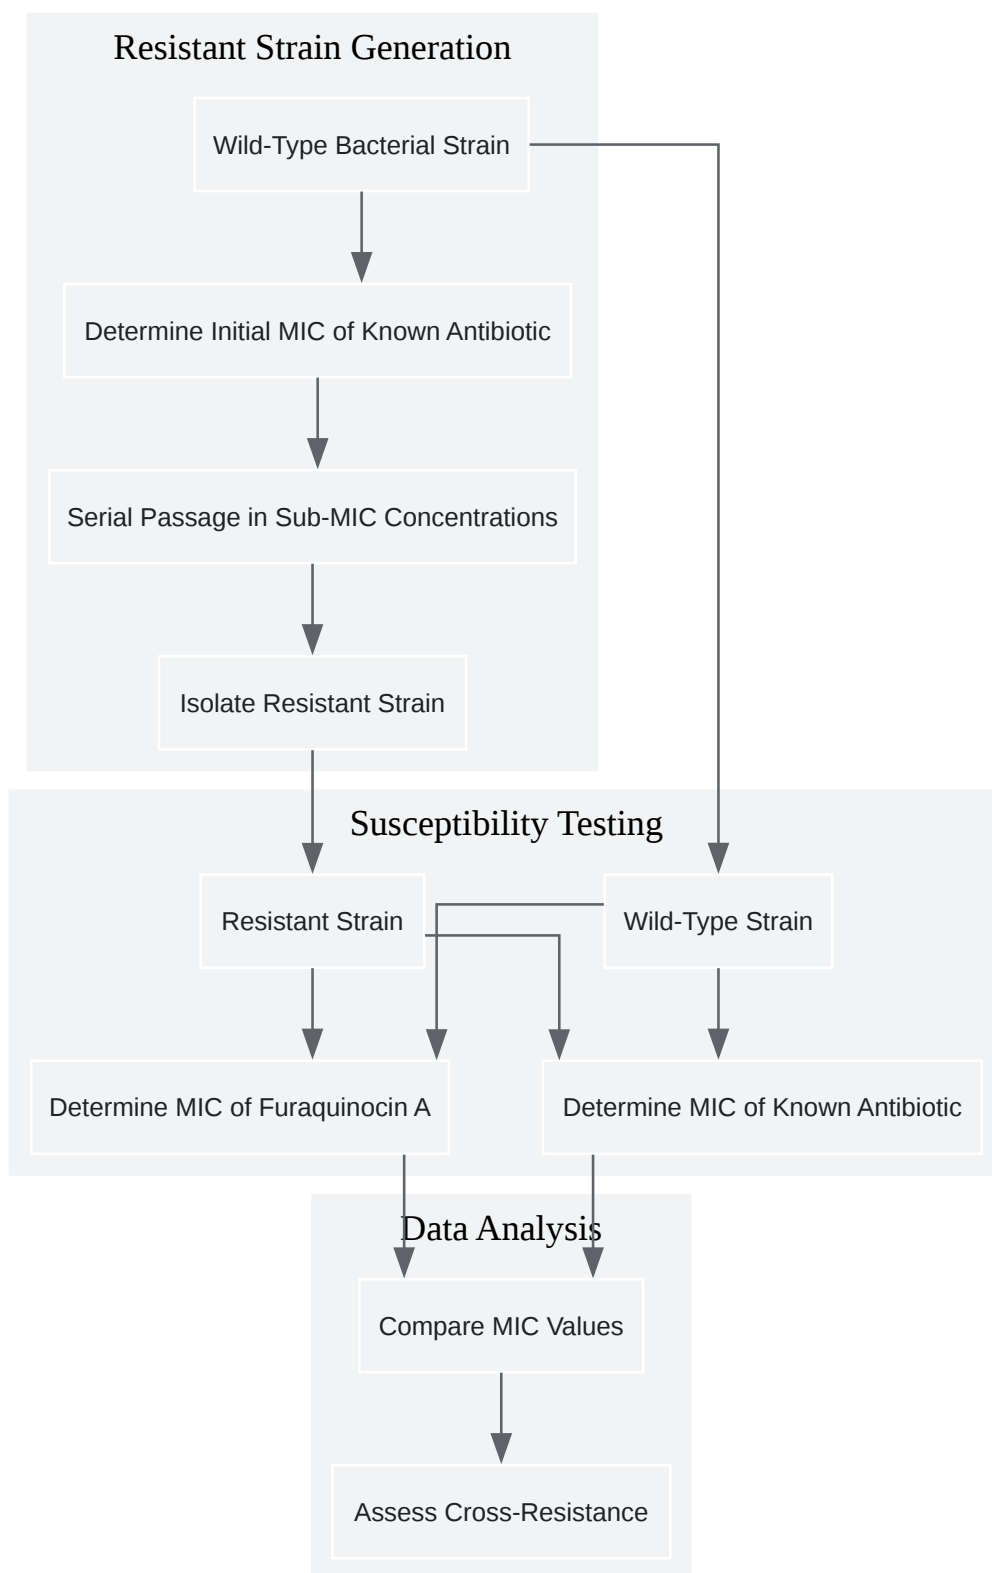 Resistant Strain Generation
Wild-Type Bacterial Strain
Determine Initial MIC of Known Antibiotic
Serial Passage in Sub-MIC Concentrations
Isolate Resistant Strain
Susceptibility Testing
Resistant Strain
Wild-Type Strain
Determine MIC of Furaquinocin A
Determine MIC of Known Antibiotic
Data Analysis
Compare MIC Values
Assess Cross-Resistance